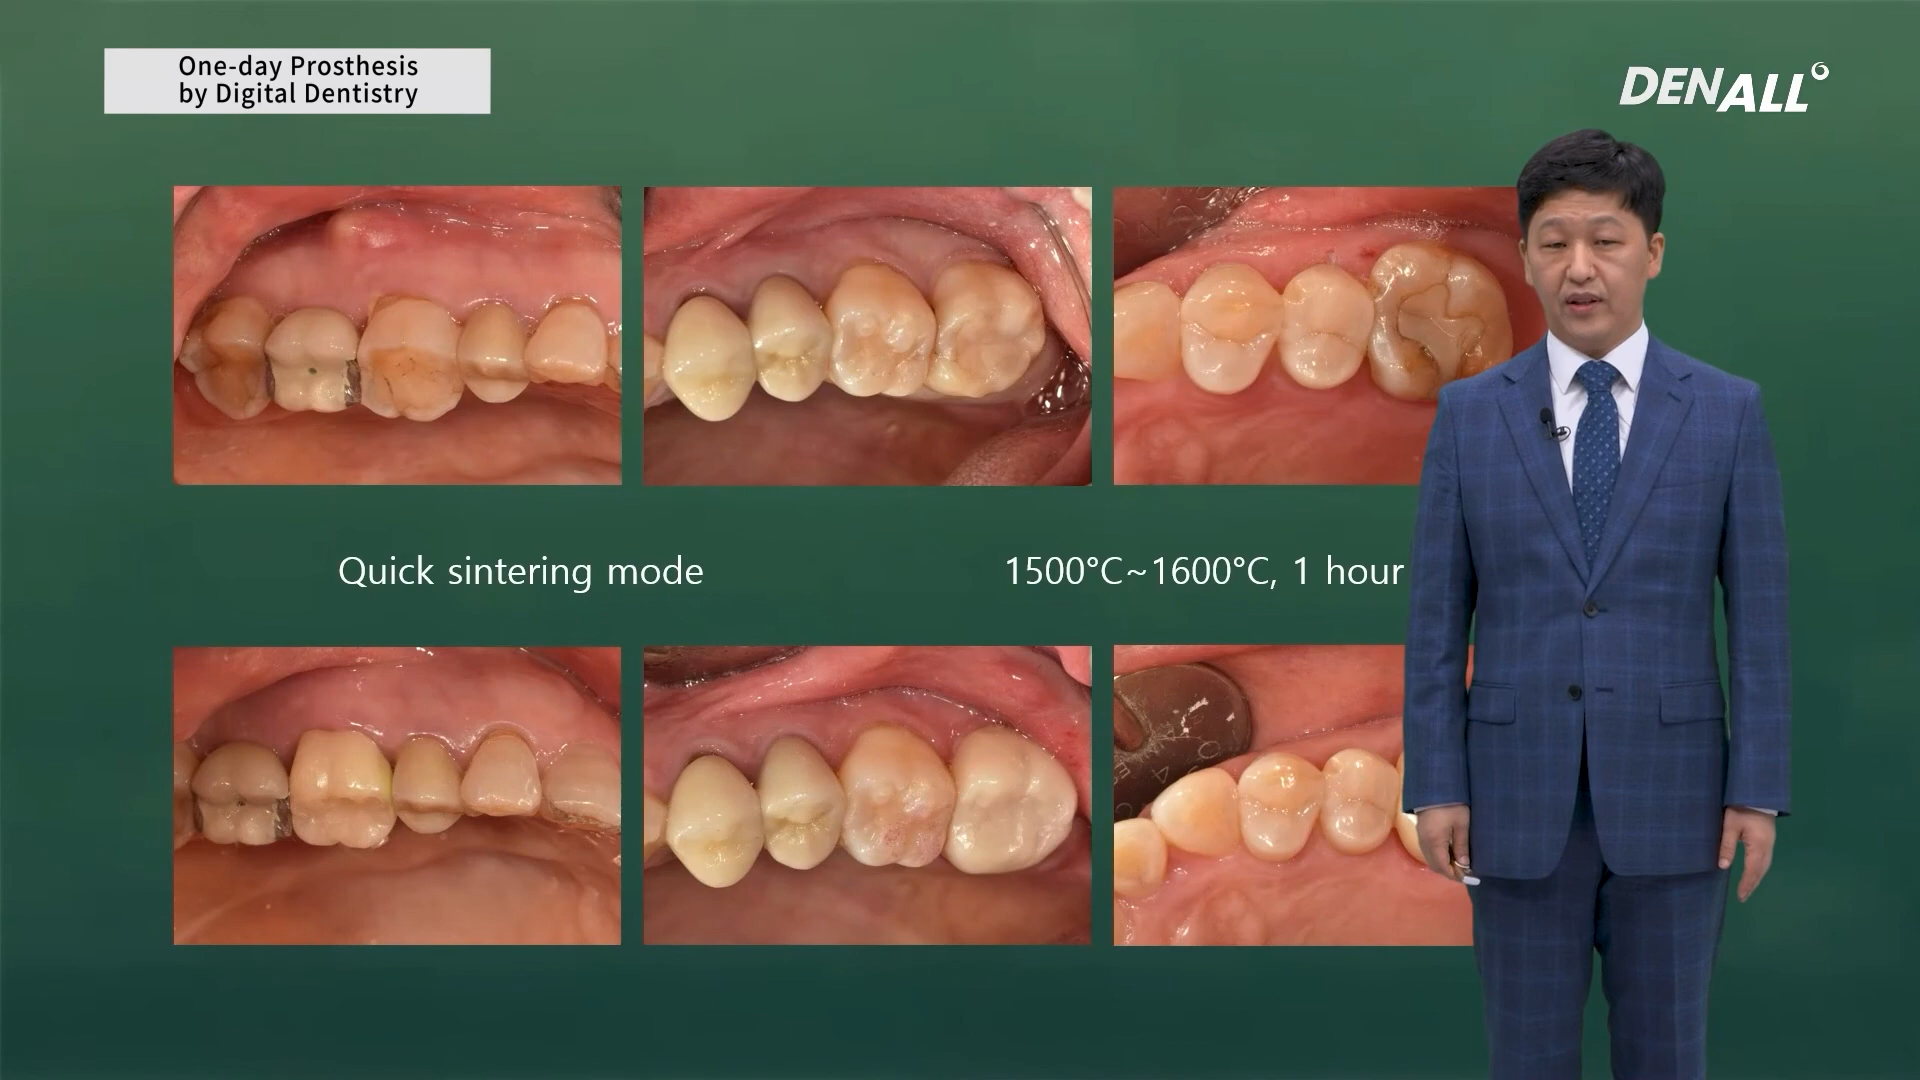 One-day Prosthesis
by Digital Dentistry
DENALL
Quick sintering mode
1500°C~1600°C, 1 hour